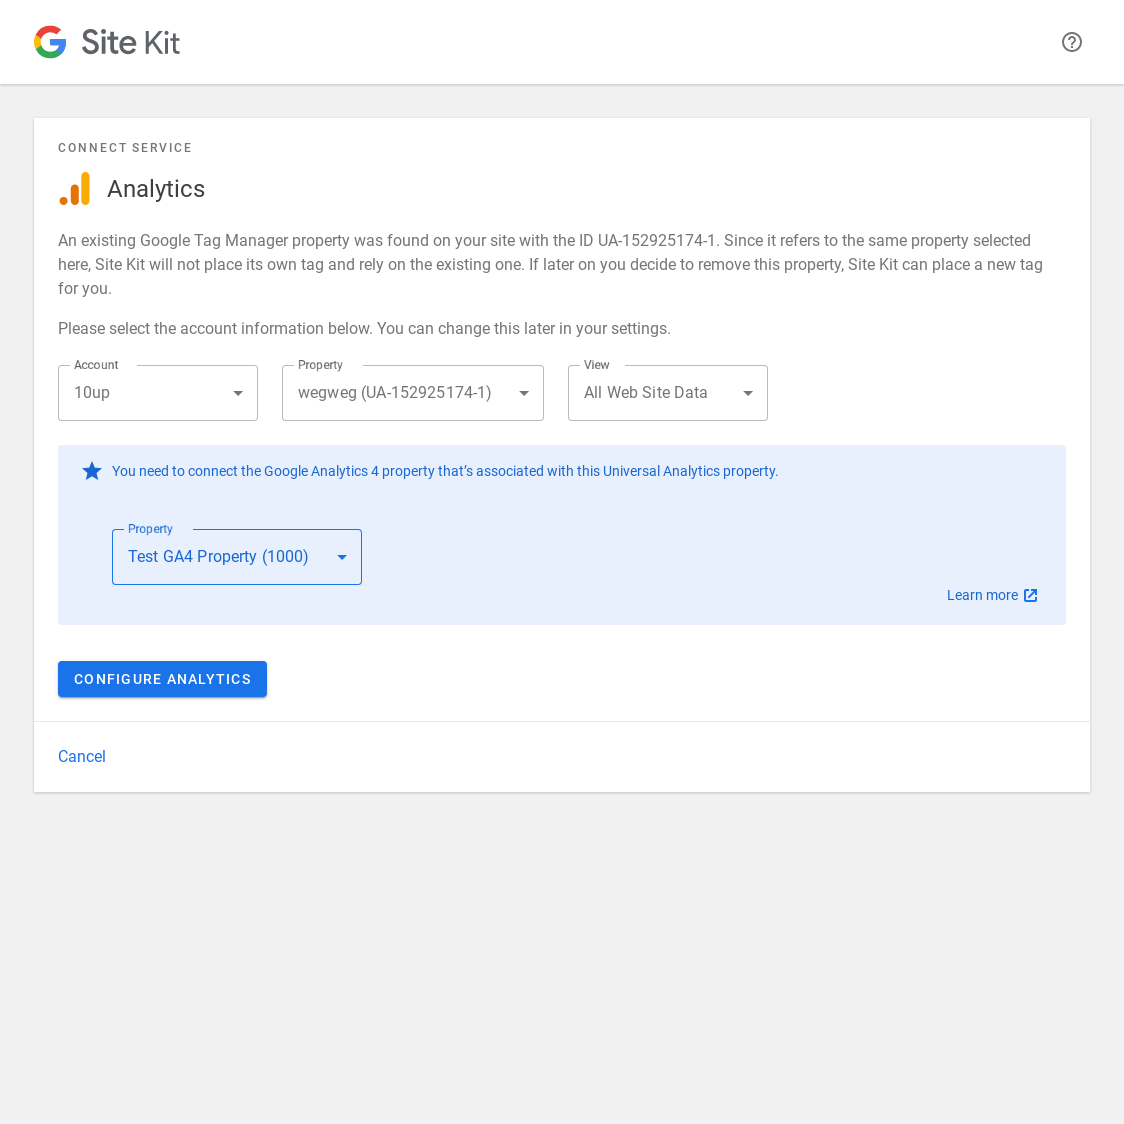 Site Kit
CONNECT SERVICE
Analytics
An existing Google Tag Manager property was found on your site with the ID UA-152925174-1. Since it refers to the same property selected
here, Site Kit will not place its own tag and rely on the existing one. If later on you decide to remove this property, Site Kit can place a new tag
for you.
Please select the account information below. You can change this later in your settings.
Account
10up
Property
wegweg (UA-152925174-1)
View
All Web Site Data
You need to connect the Google Analytics 4 property that’s associated with this Universal Analytics property.
Property
Test GA4 Property (1000)
Learn more
CONFIGURE ANALYTICS
Cancel